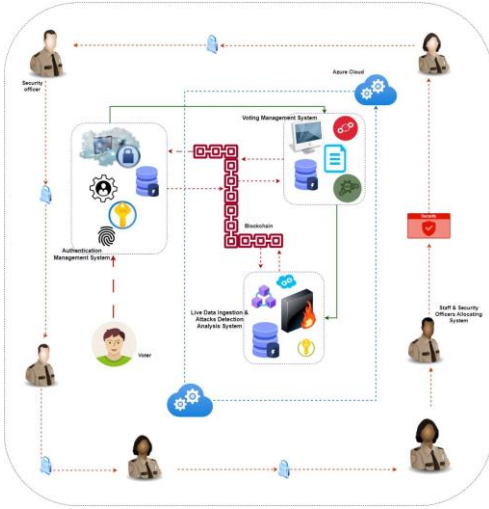 Security
officer
Azure Cloud
Voting Management System
Blockchain
Authentication
Management System
Security
Live Data Ingestion &
Attacks Detection
Analysis System
Staff & Security
Officers Allocating
System
Voter